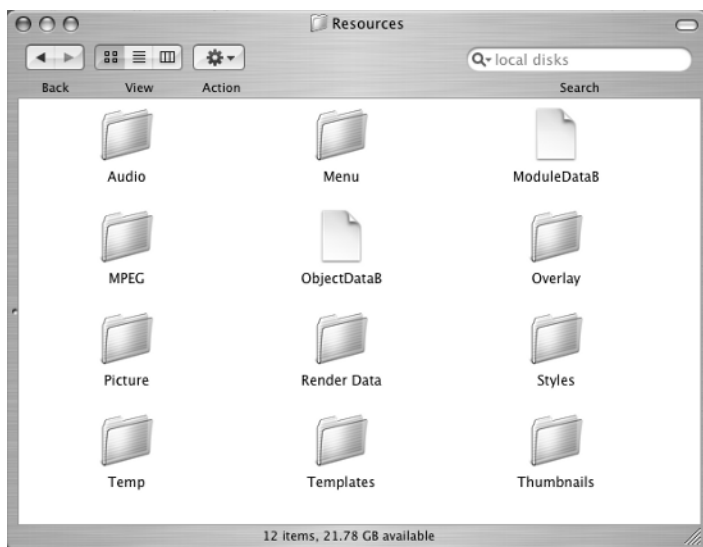 Resources
local disks
Back View Action Search
Audio Menu ModuleDataB
MPEG ObjectDataB Overlay
Picture Render Data Styles
Temp Templates Thumbnails
12 items, 21.78 GB available